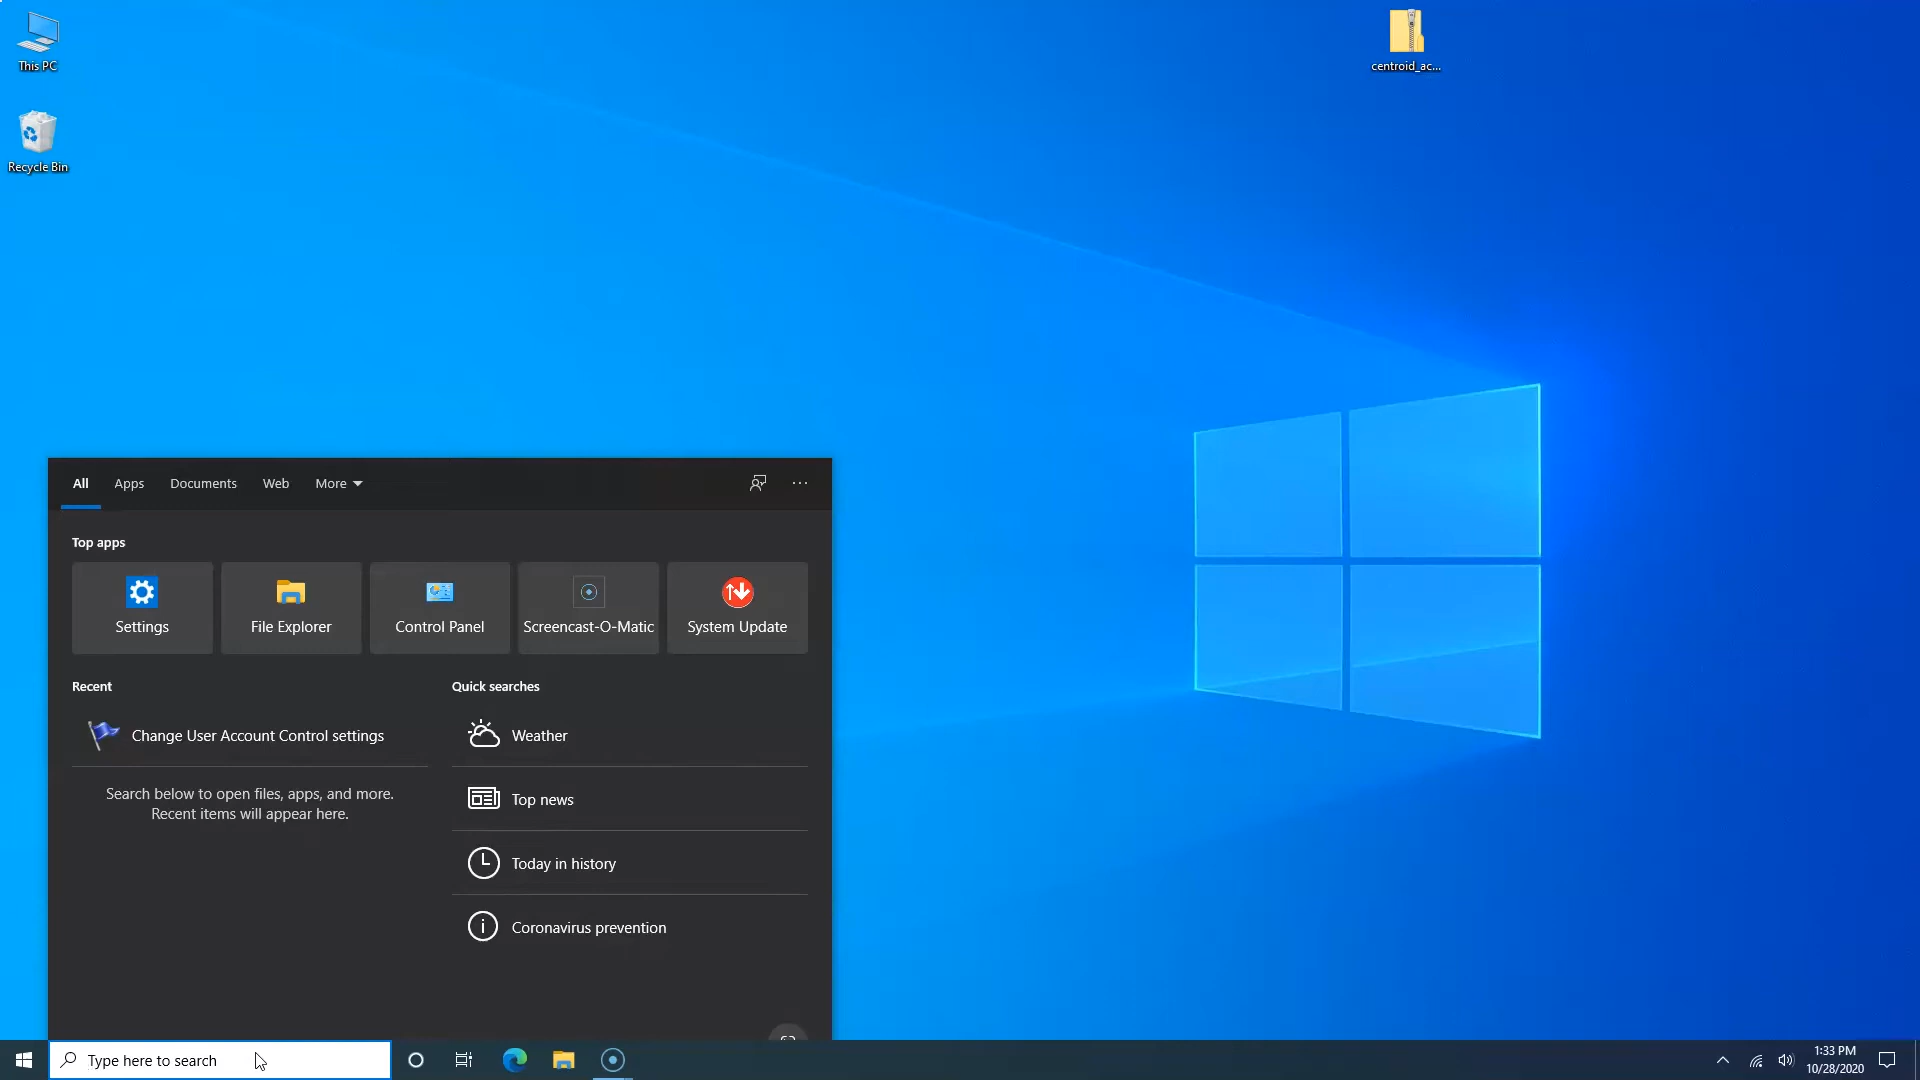 This PC
Recycle Bin
centroid_ac...
All Apps Documents Web More
Top apps
Settings File Explorer Control Panel Screencast-O-Matic System Update
Recent
Change User Account Control settings
Search below to open files, apps, and more.
Recent items will appear here.
Quick searches
Weather
Top news
Today in history
Coronavirus prevention
Type here to search
1:33 PM
10/28/2020